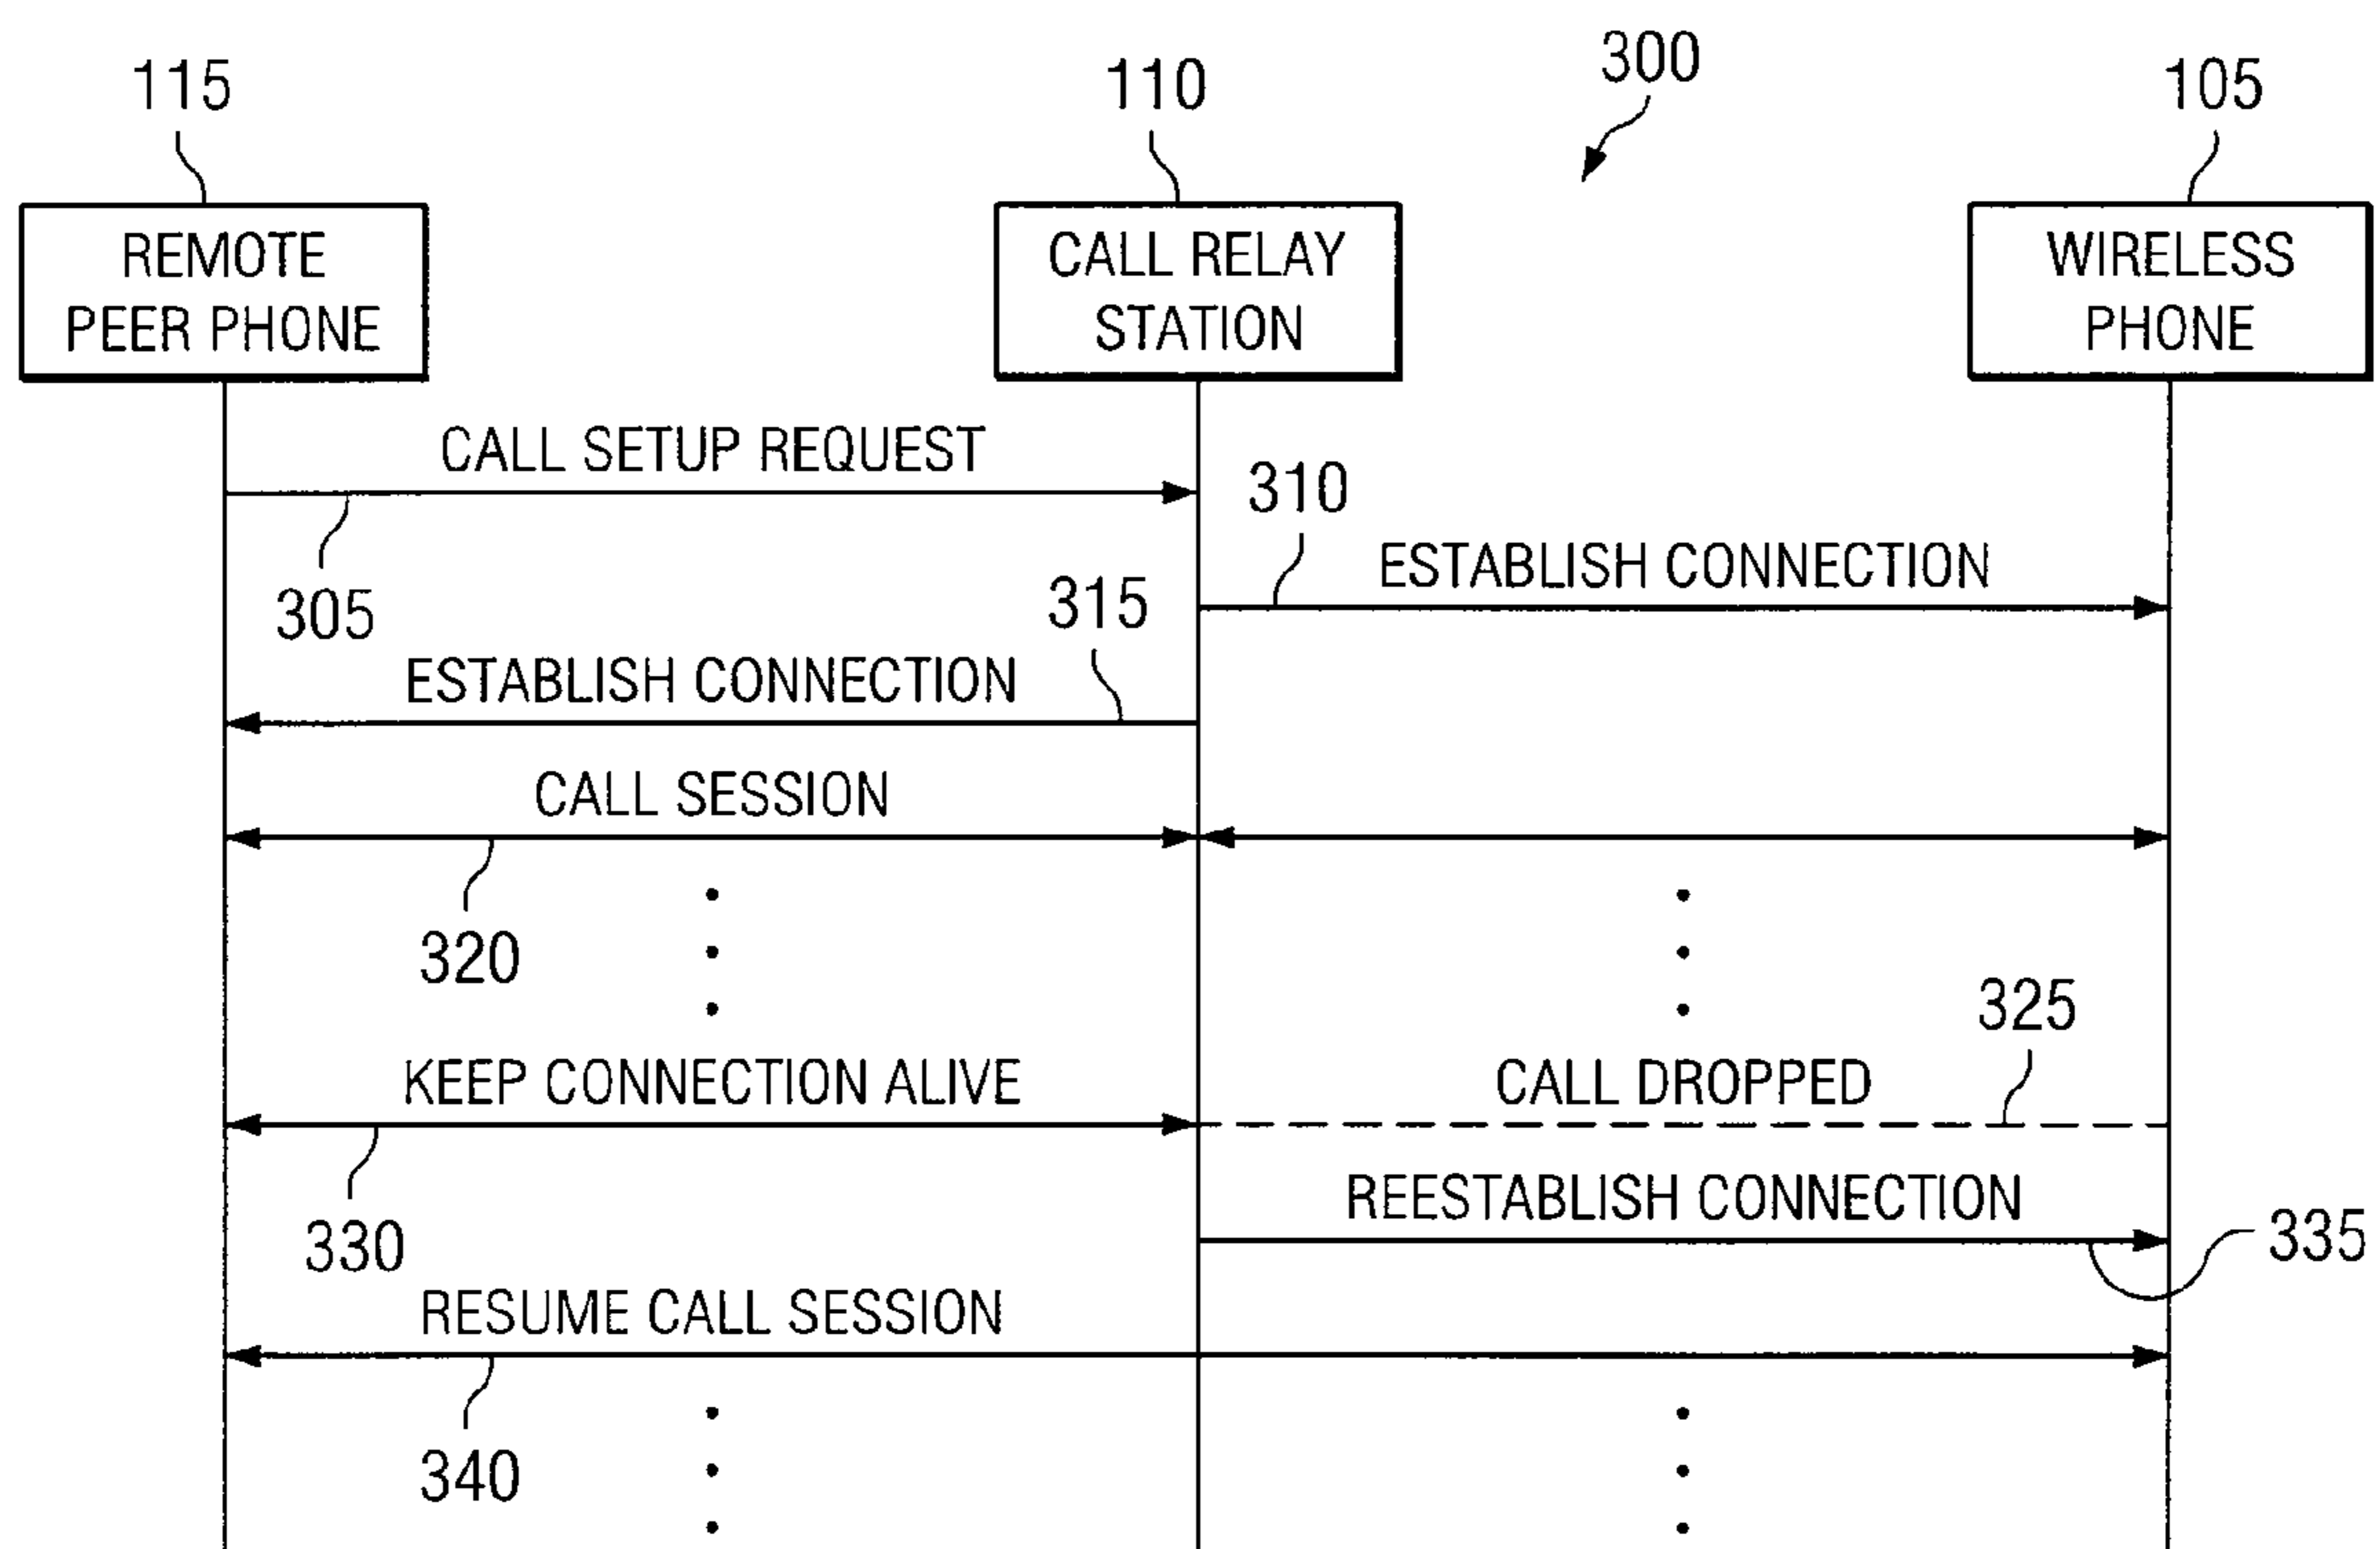 300
115
110
105
REMOTE
PEER PHONE
CALL RELAY
STATION
WIRELESS
PHONE
CALL SETUP REQUEST
305
310
ESTABLISH CONNECTION
315
ESTABLISH CONNECTION
CALL SESSION
320
325
KEEP CONNECTION ALIVE
CALL DROPPED
330
REESTABLISH CONNECTION
335
RESUME CALL SESSION
340